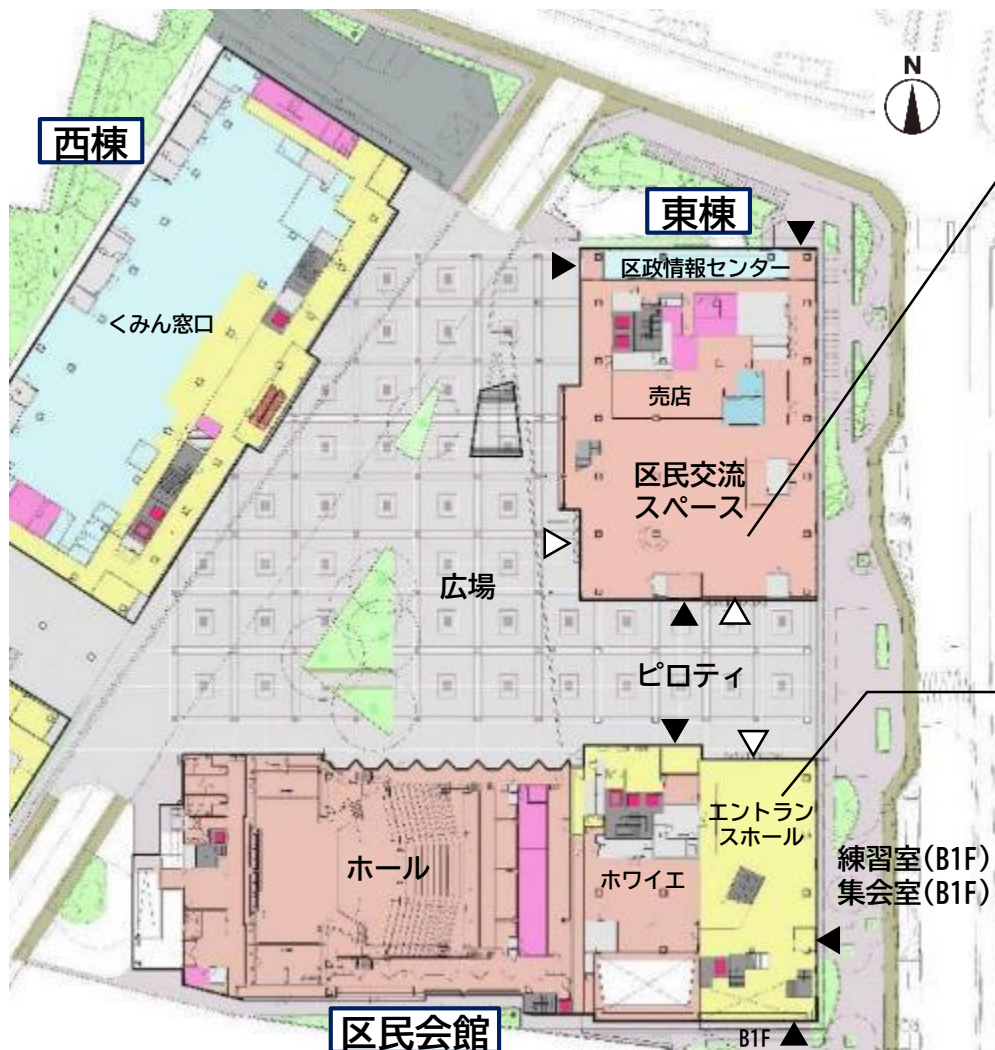 N
西棟
東棟
区政情報センター
くみん窓口
売店
区民交流
スペース
広場
ピロティ
エントラン
スホール
ホール
ホワイエ
練習室(B1F)
集会室(B1F)
区民会館
B1F